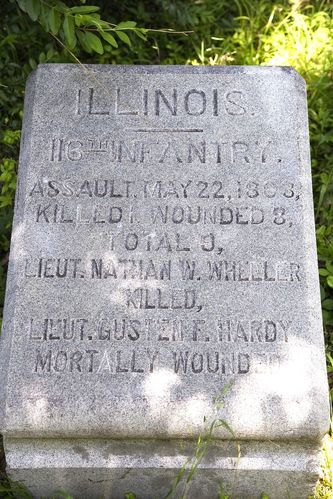 ILLINOIS.
116TH INFANTRY.
ASSAULT, MAY 22, 1863,
KILLED 1, WOUNDED 8,
TOTAL 9,
LIEUT. NATHAN W. WHEELER
KILLED,
LIEUT. GUSTEN F. HARDY
MORTALLY WOUNDED.